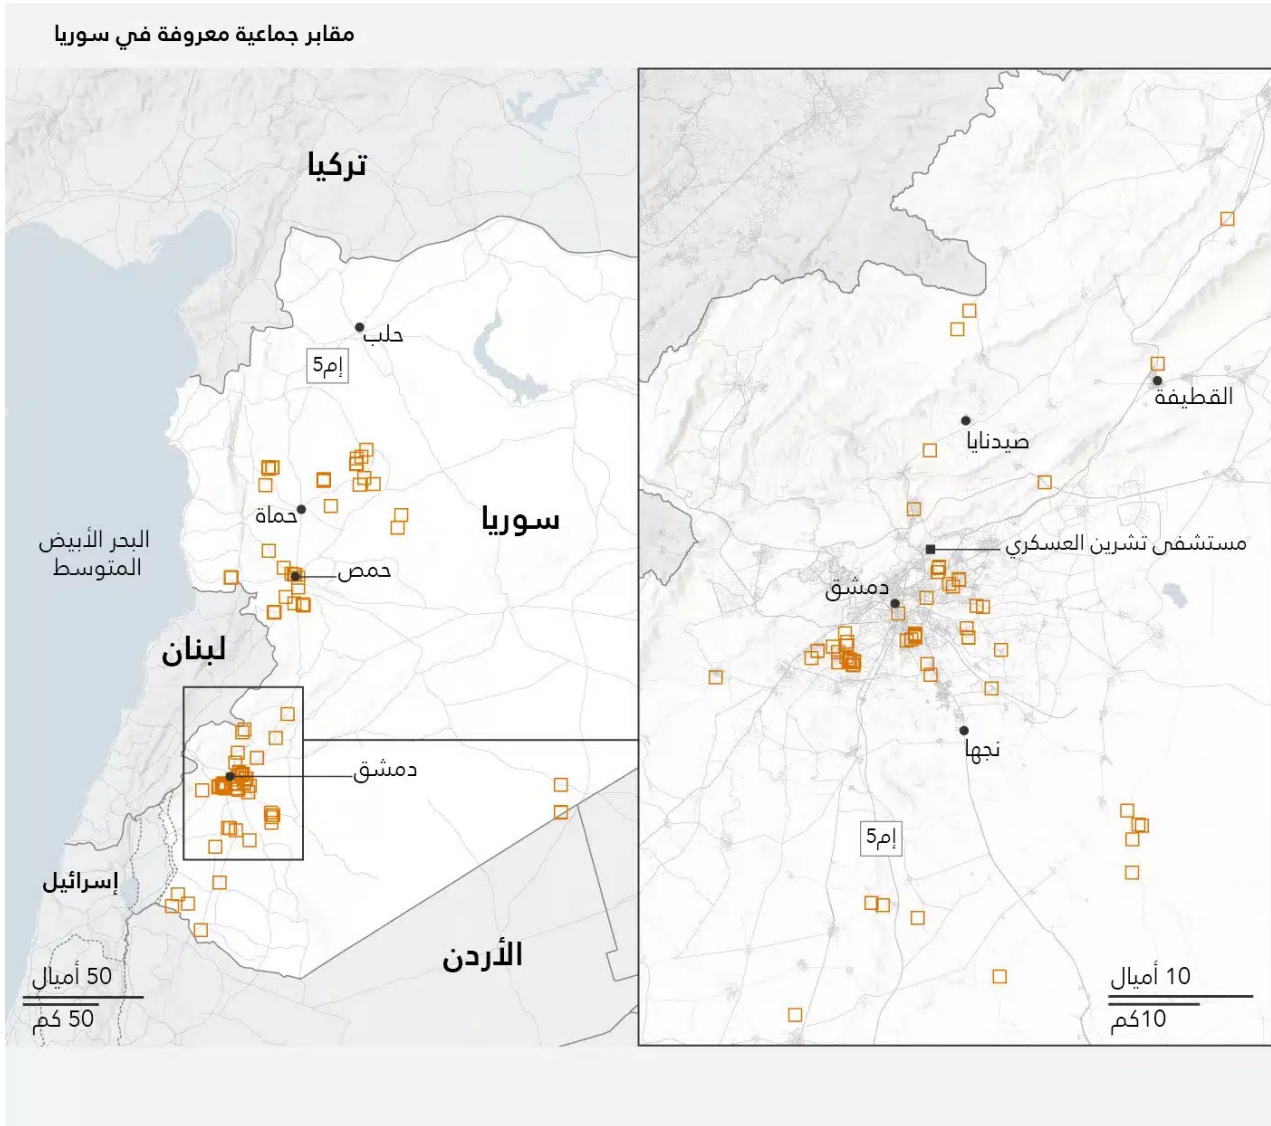 مقابر جماعية معروفة في سوريا
تركيا
حلب
إم5
حماة
سوريا
البحر الأبيض
المتوسط
حمص
لبنان
دمشق
إسرائيل
الأردن
50 أميال
50 كم
القطيفة
صيدنايا
مستشفى تشرين العسكري
دمشق
نجها
إم5
10 أميال
10كم